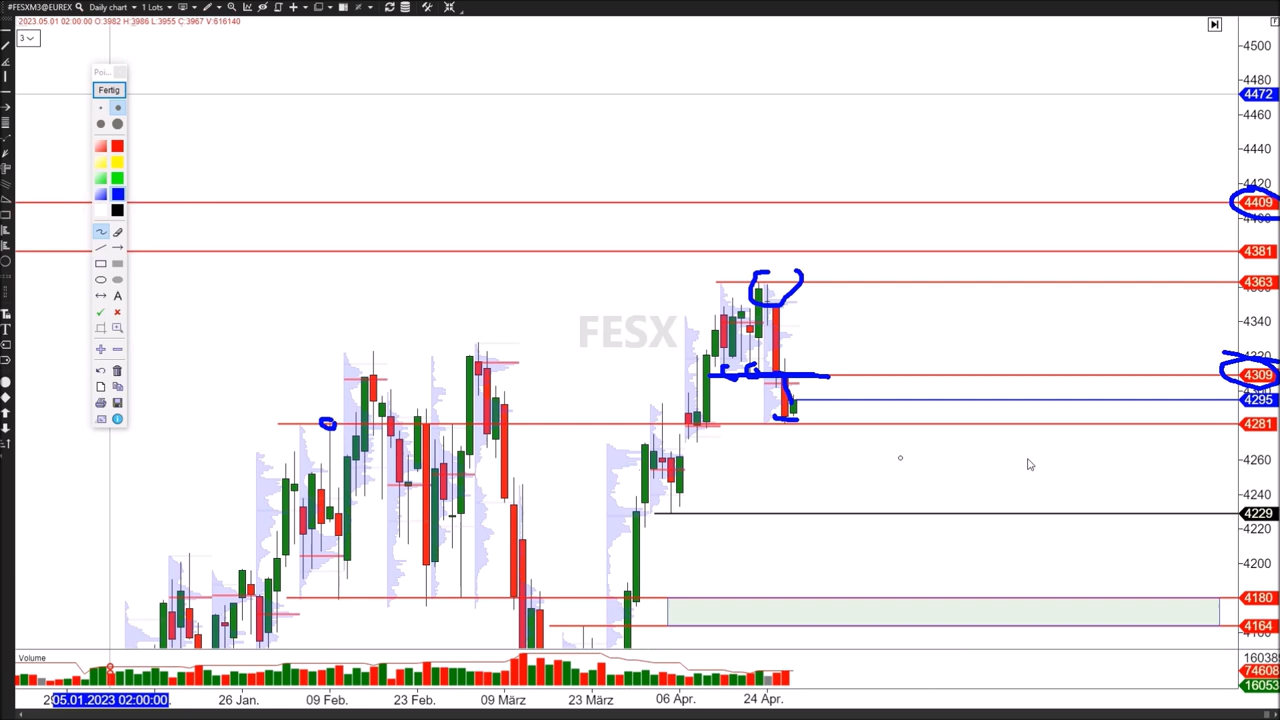 #FESXM3@EUREX Daily chart 1 Lots
2023.05.01 02:00:00 O: 3982 H: 3986 L: 3955 C: 3967 V: 616140
3
Poi...
Fertig
A
FESX
4500
4480
4472
4460
4440
4420
4409
4381
4363
4340
4309
4295
4281
4260
4240
4229
4220
4200
4180
4164
Volume
16038
74608
16053
05.01.2023 02:00:00
26 Jan.
09 Feb.
23 Feb.
09 März
23 März
06 Apr.
24 Apr.